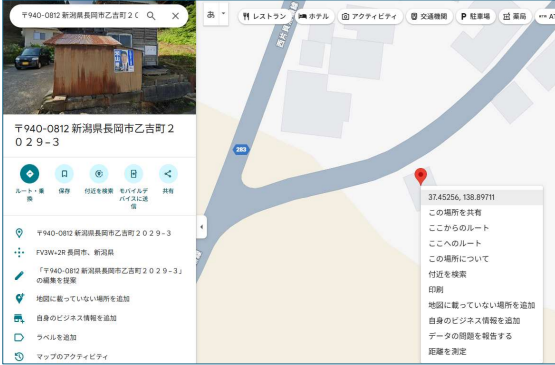 〒940-0812 新潟県長岡市乙吉町２０
〒940-0812 新潟県長岡市乙吉町２
０２９−３
ルート・乗
換
保存
付近を検索
モバイルデ
バイスに送
信
共有
〒940-0812 新潟県長岡市乙吉町２０２９−３
FV3W+2R 長岡市、新潟県
「〒940-0812 新潟県長岡市乙吉町２０２９−３」
の編集を提案
地図に載っていない場所を追加
自身のビジネス情報を追加
ラベルを追加
マップのアクティビティ
あ
レストラン
ホテル
アクティビティ
交通機関
P 駐車場
薬局
ATM
283
37.45256, 138.89711
この場所を共有
ここからのルート
ここへのルート
この場所について
付近を検索
印刷
地図に載っていない場所を追加
自身のビジネス情報を追加
データの問題を報告する
距離を測定